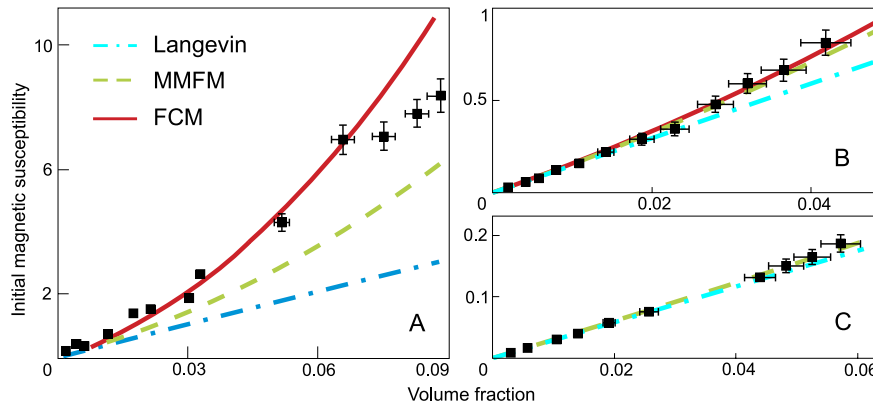 Initial magnetic susceptibility
10
6
2
0
0.03
0.06
0.09
Langevin
MMFM
FCM
A
1
0.5
0
0.02
0.04
B
0.2
0.1
0
0.02
0.04
0.06
C
Volume fraction